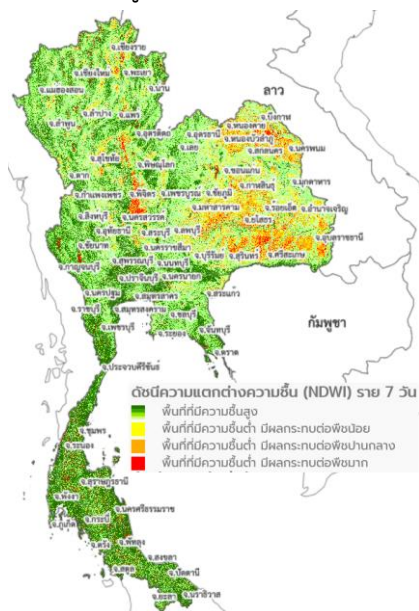 จ.เชียงราย
จ.เชียงใหม่
จ.พะเยา
จ.แม่ฮ่องสอน
จ.น่าน
ลาว
จ.ลำปาง
จ.แพร่
จ.บึงกาฬ
จ.ลำพูน
จ.อุตรดิตถ์
จ.อุดรธานี
จ.หนองคาย
จ.เลย
จ.หนองบัวลำภู
จ.นครพนม
จ.สุโขทัย
จ.พิษณุโลก
จ.สกลนคร
จ.ตาก
จ.ขอนแก่น
จ.มุกดาหาร
จ.กำแพงเพชร
จ.พิจิตร
จ.เพชรบูรณ์
จ.ชัยภูมิ
จ.กาฬสินธุ์
จ.สิงห์บุรี
จ.นครสวรรค์
จ.มหาสารคาม
จ.ร้อยเอ็ด
จ.อำนาจเจริญ
จ.อุทัยธานี
จ.สระบุรี
จ.ลพบุรี
จ.ยโสธร
จ.ชัยนาท
จ.นครราชสีมา
จ.บุรีรัมย์
จ.สุรินทร์
จ.ศรีสะเกษ
จ.อุบลราชธานี
จ.กาญจนบุรี
จ.สุพรรณบุรี
จ.นนทบุรี
จ.ปราจีนบุรี
จ.นครนายก
จ.นครปฐม
จ.สมุทรสาคร
จ.สระแก้ว
จ.ราชบุรี
จ.สมุทรสงคราม
จ.ชลบุรี
กัมพูชา
จ.เพชรบุรี
จ.ระยอง
จ.จันทบุรี
จ.ตราด
จ.ประจวบคีรีขันธ์
ดัชนีความแตกต่างความชื้น (NDWI) ราย 7 วัน
พื้นที่ที่มีความชื้นสูง
พื้นที่ที่มีความชื้นต่ำ มีผลกระทบต่อพืชน้อย
พื้นที่ที่มีความชื้นต่ำ มีผลกระทบต่อพืชปานกลาง
พื้นที่ที่มีความชื้นต่ำ มีผลกระทบต่อพืชมาก
จ.ชุมพร
จ.ระนอง
จ.สุราษฎร์ธานี
จ.พังงา
จ.นครศรีธรรมราช
จ.ภูเก็ต
จ.กระบี่
จ.ตรัง
จ.พัทลุง
จ.สงขลา
จ.สตูล
จ.ปัตตานี
จ.ยะลา
จ.นราธิวาส